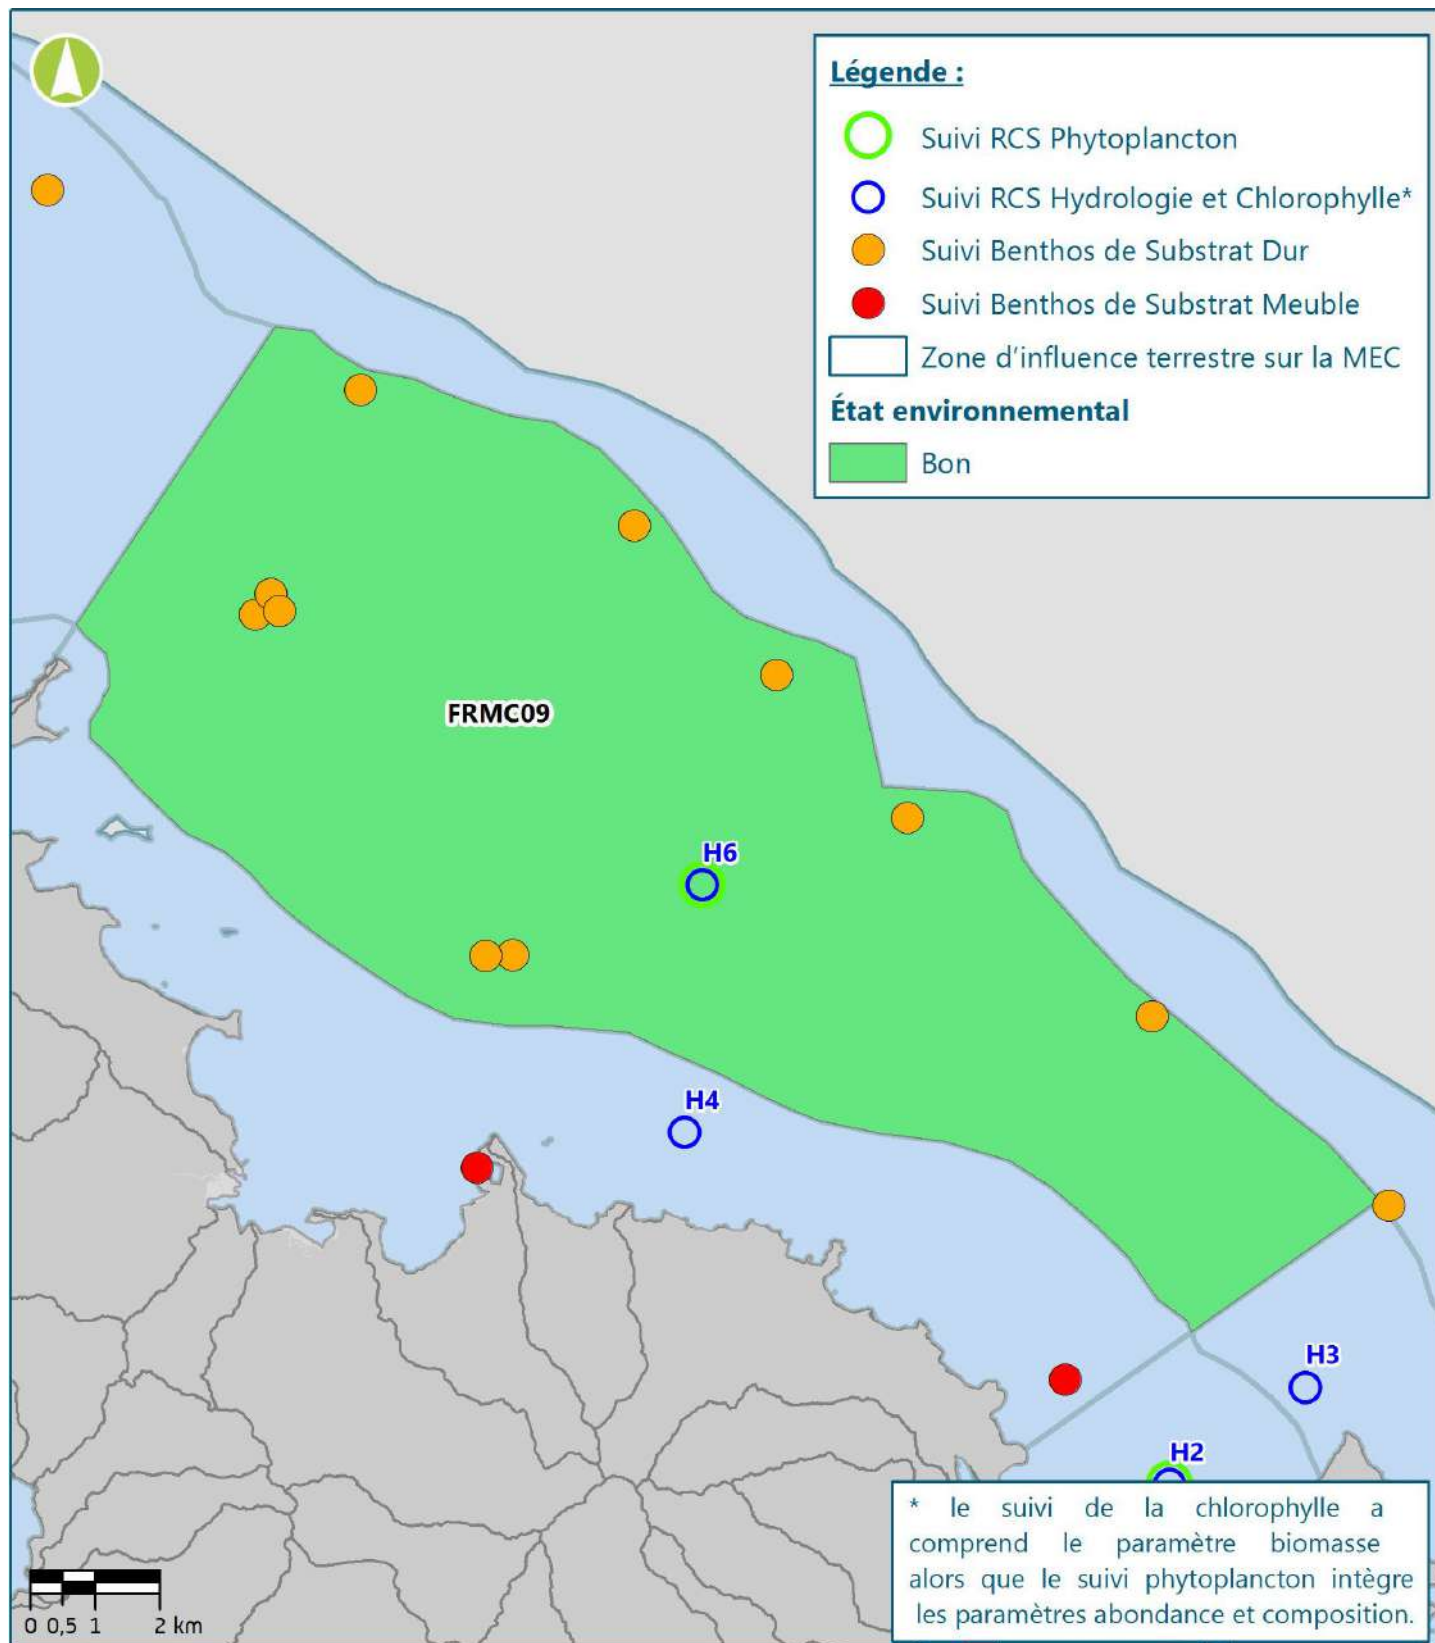 Légende :
Suivi RCS Phytoplancton
Suivi RCS Hydrologie et Chlorophylle*
Suivi Benthos de Substrat Dur
Suivi Benthos de Substrat Meuble
Zone d'influence terrestre sur la MEC
État environnemental
Bon
FRMC09
H6
H4
H3
H2
* le suivi de la chlorophylle a
comprend le paramètre biomasse
alors que le suivi phytoplancton intègre
les paramètres abondance et composition.
0 0,5 1 2 km